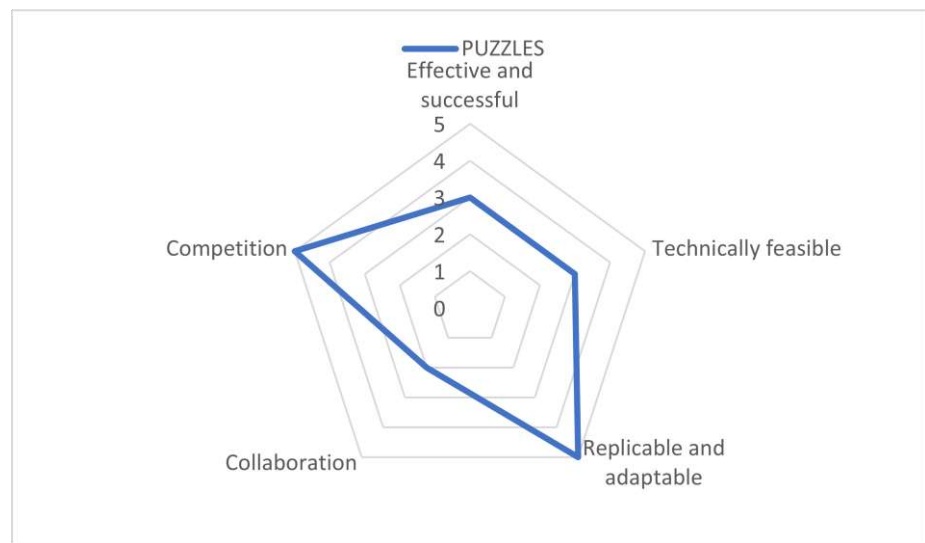 PUZZLES
Effective and
successful
5
4
3
2
1
0
Competition
Technically feasible
Collaboration
Replicable and
adaptable